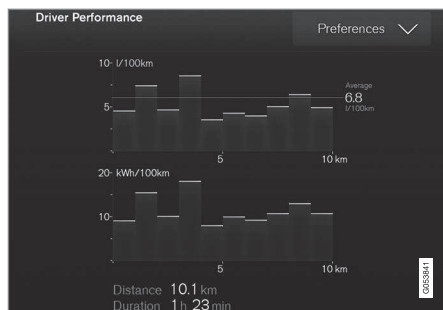 Driver Performance
Preferences
10- l/100km
Average
6.8
l/100km
5-
5 10 km
20- kWh/100km
10-
5 10 km
Distance 10.1 km
Duration 1 h 23 min
G053841